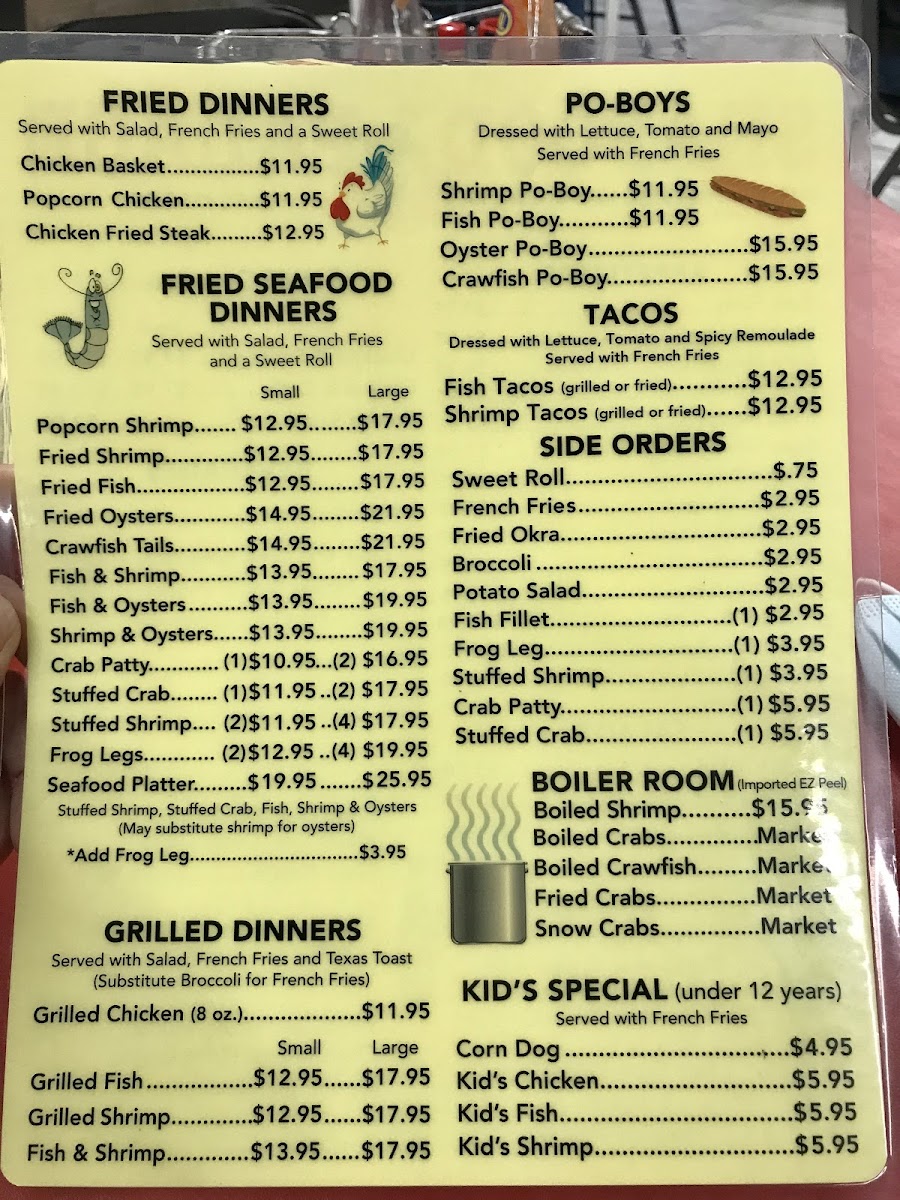 FRIED DINNERS
Served with Salad, French Fries and a Sweet Roll
Chicken Basket................$11.95
Popcorn Chicken.............$11.95
Chicken Fried Steak.........$12.95
FRIED SEAFOOD
DINNERS
Served with Salad, French Fries
and a Sweet Roll
Small Large
Popcorn Shrimp....... $12.95........$17.95
Fried Shrimp.............$12.95.......$17.95
Fried Fish..................$12.95.......$17.95
Fried Oysters............$14.95.......$21.95
Crawfish Tails............$14.95.......$21.95
Fish & Shrimp...........$13.95........ $17.95
Fish & Oysters..........$13.95........$19.95
Shrimp & Oysters......$13.95........$19.95
Crab Patty............ (1)$10.95...(2) $16.95
Stuffed Crab........ (1)$11.95..(2) $17.95
Stuffed Shrimp.... (2)$11.95..(4) $17.95
Frog Legs............ (2)$12.95..(4) $19.95
Seafood Platter.........$19.95.......$25.95
Stuffed Shrimp, Stuffed Crab, Fish, Shrimp & Oysters
(May substitute shrimp for oysters)
*Add Frog Leg.................................$3.95
GRILLED DINNERS
Served with Salad, French Fries and Texas Toast
(Substitute Broccoli for French Fries)
Grilled Chicken (8 oz.)....................$11.95
Small Large
Grilled Fish..................$12.95......$17.95
Grilled Shrimp.............$12.95......$17.95
Fish & Shrimp..............$13.95......$17.95
PO-BOYS
Dressed with Lettuce, Tomato and Mayo
Served with French Fries
Shrimp Po-Boy......$11.95
Fish Po-Boy............$11.95
Oyster Po-Boy...........................$15.95
Crawfish Po-Boy........................$15.95
TACOS
Dressed with Lettuce, Tomato and Spicy Remoulade
Served with French Fries
Fish Tacos (grilled or fried)............$12.95
Shrimp Tacos (grilled or fried)......$12.95
SIDE ORDERS
Sweet Roll....................................$.75
French Fries...............................$2.95
Fried Okra..................................$2.95
Broccoli .....................................$2.95
Potato Salad................................$2.95
Fish Fillet................................(1) $2.95
Frog Leg.................................(1) $3.95
Stuffed Shrimp.......................(1) $3.95
Crab Patty..............................(1) $5.95
Stuffed Crab...........................(1) $5.95
BOILER ROOM (Imported EZ Peel)
Boiled Shrimp...........$15.95
Boiled Crabs..............Market
Boiled Crawfish.........Market
Fried Crabs................Market
Snow Crabs...............Market
KID'S SPECIAL (under 12 years)
Served with French Fries
Corn Dog.................................$4.95
Kid's Chicken.............................$5.95
Kid's Fish...................................$5.95
Kid's Shrimp..............................$5.95